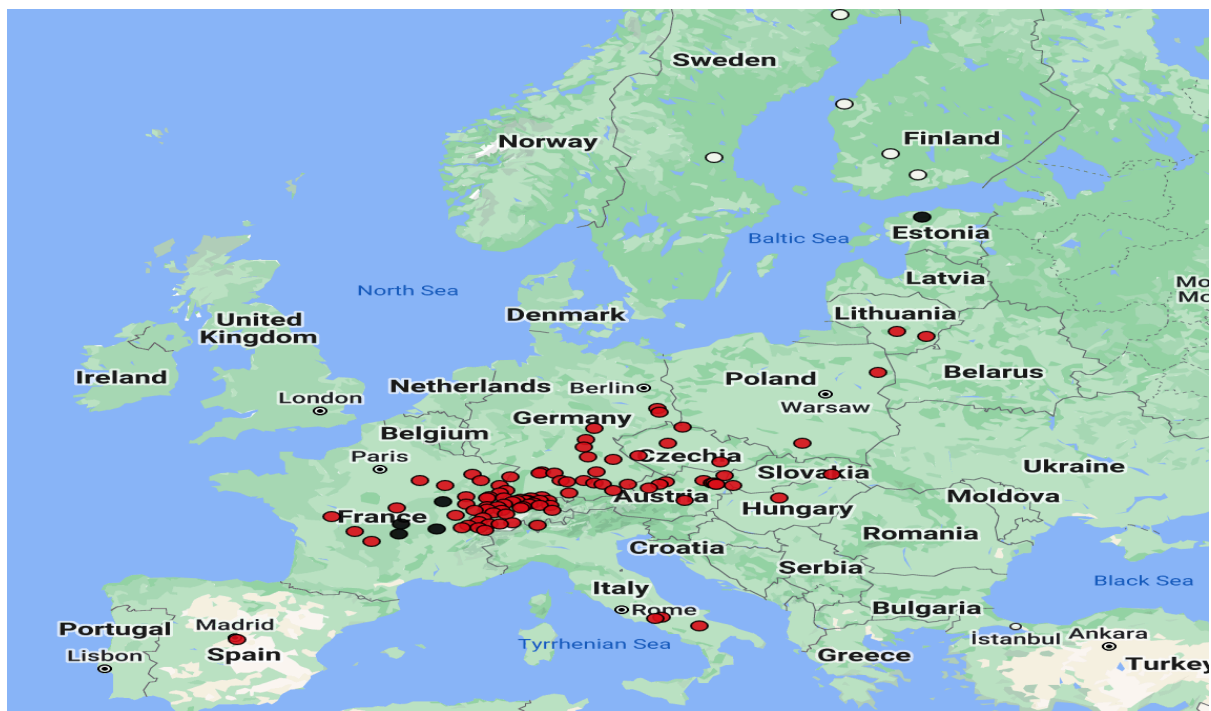 Sweden
Norway
Finland
Estonia
Baltic Sea
Latvia
Mo
Mo
North Sea
Denmark
Lithuania
United
Kingdom
Ireland
Netherlands
Berlin
Poland
Belarus
London
Germany
Warsaw
Belgium
Paris
Czechia
Slovakia
Ukraine
Austria
Hungary
Moldova
France
Romania
Croatia
Serbia
Italy
Black Sea
Rome
Bulgaria
Portugal
Madrid
İstanbul
Ankara
Lisbon
Spain
Tyrrhenian Sea
Greece
Turkey